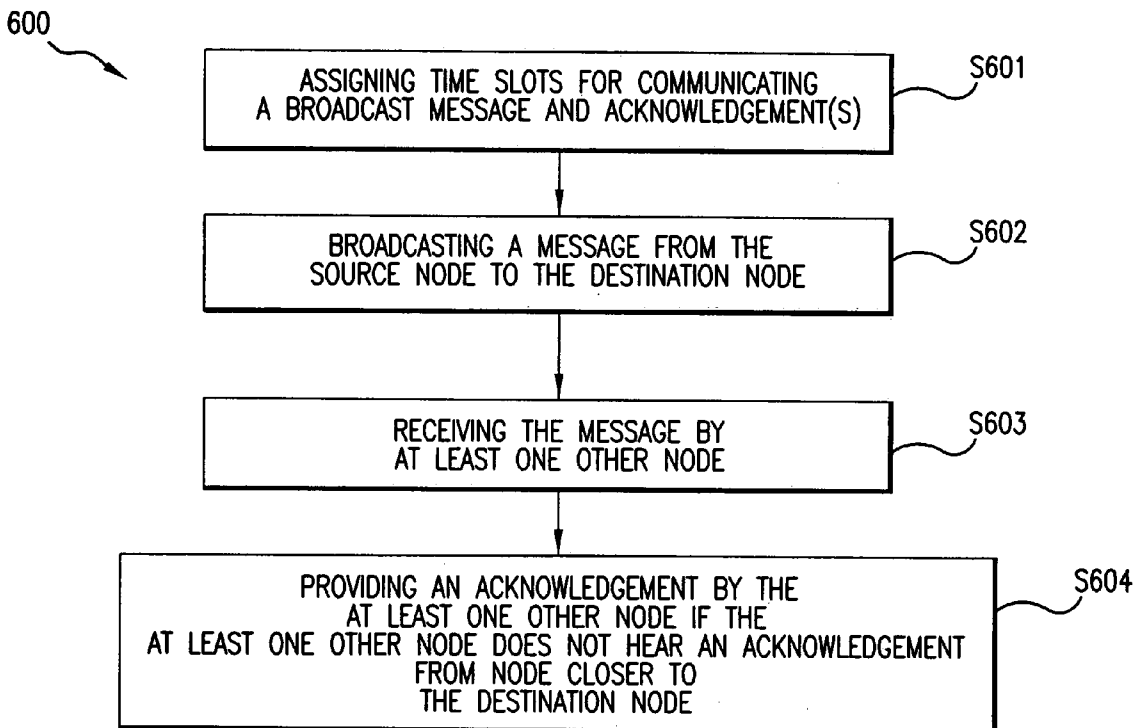 600
ASSIGNING TIME SLOTS FOR COMMUNICATING
A BROADCAST MESSAGE AND ACKNOWLEDGEMENT(S)
S601
BROADCASTING A MESSAGE FROM THE
SOURCE NODE TO THE DESTINATION NODE
S602
RECEIVING THE MESSAGE BY
AT LEAST ONE OTHER NODE
S603
PROVIDING AN ACKNOWLEDGEMENT BY THE
AT LEAST ONE OTHER NODE IF THE
AT LEAST ONE OTHER NODE DOES NOT HEAR AN ACKNOWLEDGEMENT
FROM NODE CLOSER TO
THE DESTINATION NODE
S604